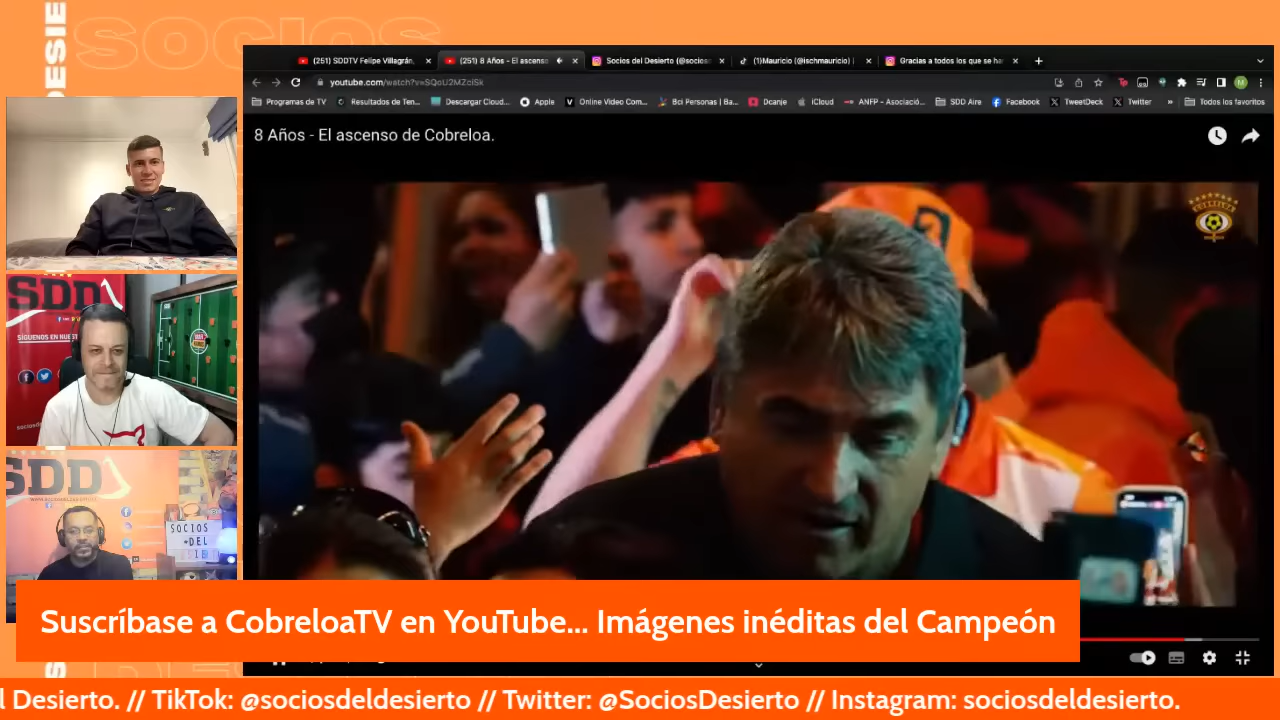 SOCIOS
DESIE
(251) SDDTV Felipe Villagrán,
(251) 8 Años - El ascenso
Socios del Desierto (@socios
(1)Mauricio (@ischmauricio) |
Gracias a todos los que se ha
youtube.com/watch?v=SQoU2MZciSk
Programas de TV
Resultados de Ten...
Descargar Cloud...
Apple
Online Video Com...
Bci Personas | Ba...
Dcanje
iCloud
ANFP - Asociació...
SDD Aire
Facebook
TweetDeck
Twitter
Todos los favoritos
8 Años - El ascenso de Cobreloa.
SDD
SÍGUENOS EN NUES
SDD
SOCIOS
DEL
Suscríbase a CobreloaTV en YouTube... Imágenes inéditas del Campeón
l Desierto. // TikTok: @sociosdeldesierto // Twitter: @SociosDesierto // Instagram: sociosdeldesierto.